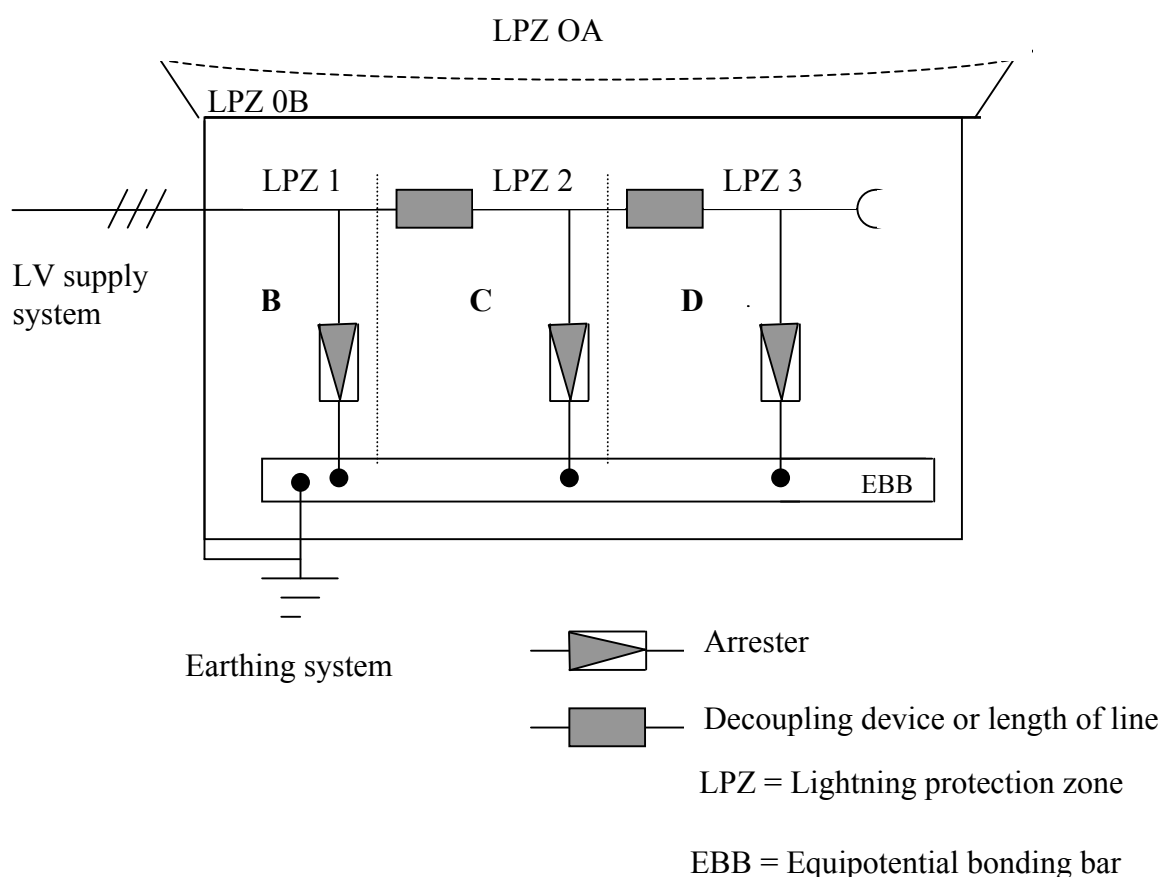 LPZ OA
LPZ 0B
LPZ 1
LPZ 2
LPZ 3
LV supply
system
B
C
D
EBB
Earthing system
Arrester
Decoupling device or length of line
LPZ = Lightning protection zone
EBB = Equipotential bonding bar